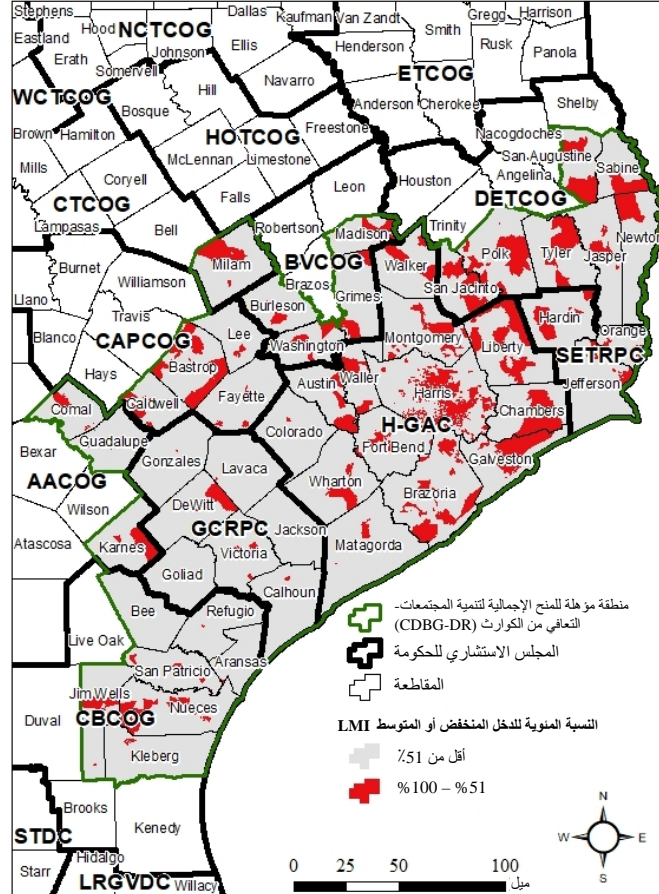 Stephens
Hood
Dallas
Kaufman
Van Zandt
Gregg
Harrison
Eastland
NCTCOG
Johnson
Ellis
Smith
Rusk
Panola
Erath
Somervell
Henderson
Hill
Navarro
ETCOG
WCTCOG
Bosque
Anderson
Cherokee
Shelby
Brown
Hamilton
HOTCOG
Freestone
Nacogdoches
Mills
McLennan
Limestone
San Augustine
Sabine
Coryell
Leon
Houston
Angelina
CTCOG
Falls
DETCOG
Lampasas
Bell
Robertson
Madison
Trinity
Newton
Burnet
Milam
BVCOG
Walker
Polk
Tyler
Jasper
Williamson
Brazos
Grimes
San Jacinto
Llano
Travis
Burleson
Hardin
Blanco
CAPCOG
Lee
Washington
Montgomery
Liberty
Orange
Hays
Bastrop
Austin
Waller
SETRPC
Comal
Caldwell
Fayette
Harris
Jefferson
Chambers
Guadalupe
Colorado
H-GAC
Bexar
Fort Bend
Galveston
AACOG
Gonzales
Lavaca
Wharton
Brazoria
Wilson
DeWitt
GCRPC
Jackson
Atascosa
Karnes
Victoria
Matagorda
Goliad
Calhoun
Bee
Refugio
Live Oak
Aransas
San Patricio
Jim Wells
Nueces
Duval
CBCOG
Kleberg
Brooks
Kenedy
STDC
Hidalgo
Starr
LRGVDC
Willacy
منطقة مؤهلة للمنح الإجمالية لتنمية المجتمعات-
التعافي من الكوارث (CDBG-DR)
المجلس الاستشاري للحكومة
المقاطعة
النسبة المئوية للدخل المنخفض أو المتوسط LMI
أقل من 51٪
51% – 100%
N
W
E
S
0 25 50 100
ميل